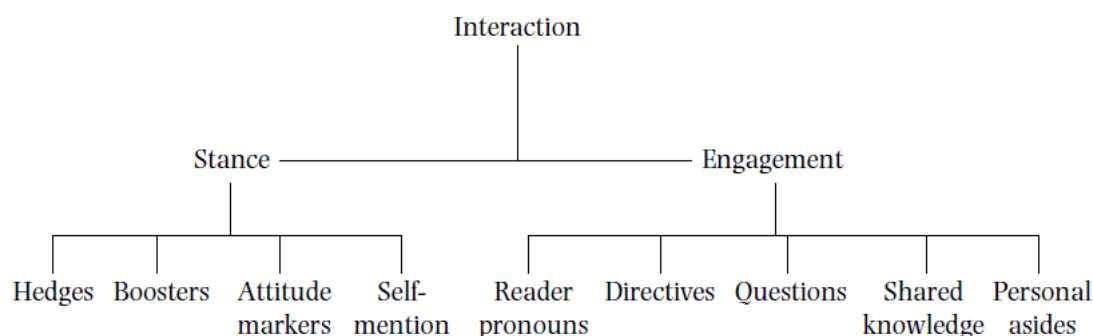 Interaction
Stance Engagement
Hedges Boosters Attitude Self- Reader Directives Questions Shared Personal
markers mention pronouns knowledge asides